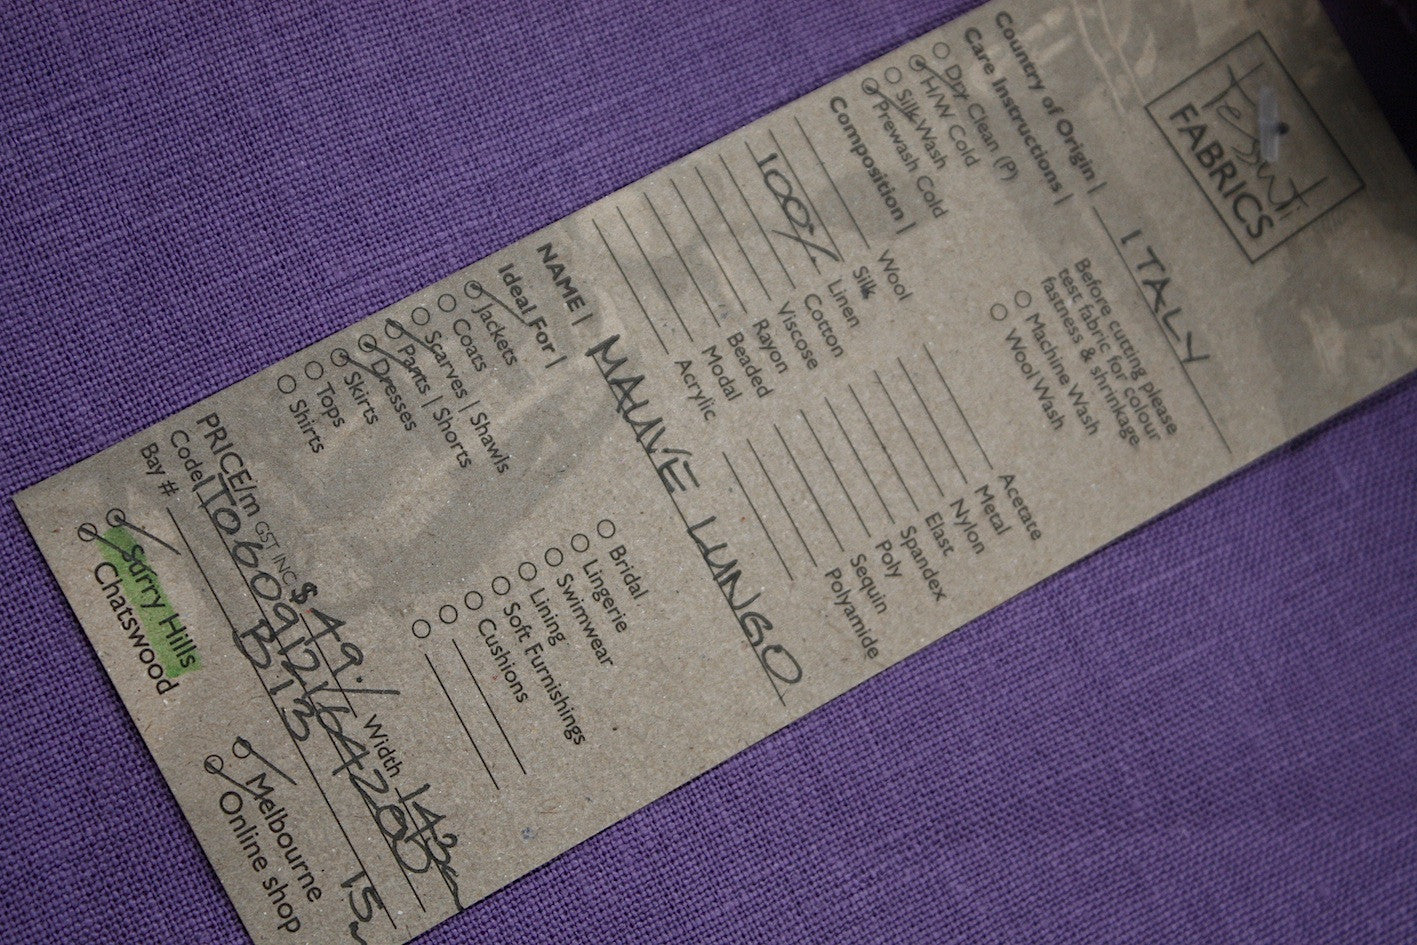 Tessuti
FABRICS
Country of Origin | ITALY
Care Instructions |
Dry Clean (P)
H/W Cold
Silk Wash
Prewash Cold
Before cutting please
test fabric for colour
fastness & shrinkage.
Machine Wash
Wool Wash
Composition |
Wool
Silk
100% Linen
Cotton
Viscose
Rayon
Beaded
Modal
Acrylic
Acetate
Metal
Nylon
Elast
Spandex
Poly
Sequin
Polyamide
NAME | MAUVE LUNGO
Ideal For |
Jackets
Coats
Scarves | Shawls
Pants | Shorts
Dresses
Skirts
Tops
Shirts
Bridal
Lingerie
Swimwear
Lining
Soft Furnishings
Cushions
PRICE/m GST INC $ 49./ Width
Code|
Bay # B13 15m
Surry Hills
Chatswood
Melbourne
Online shop